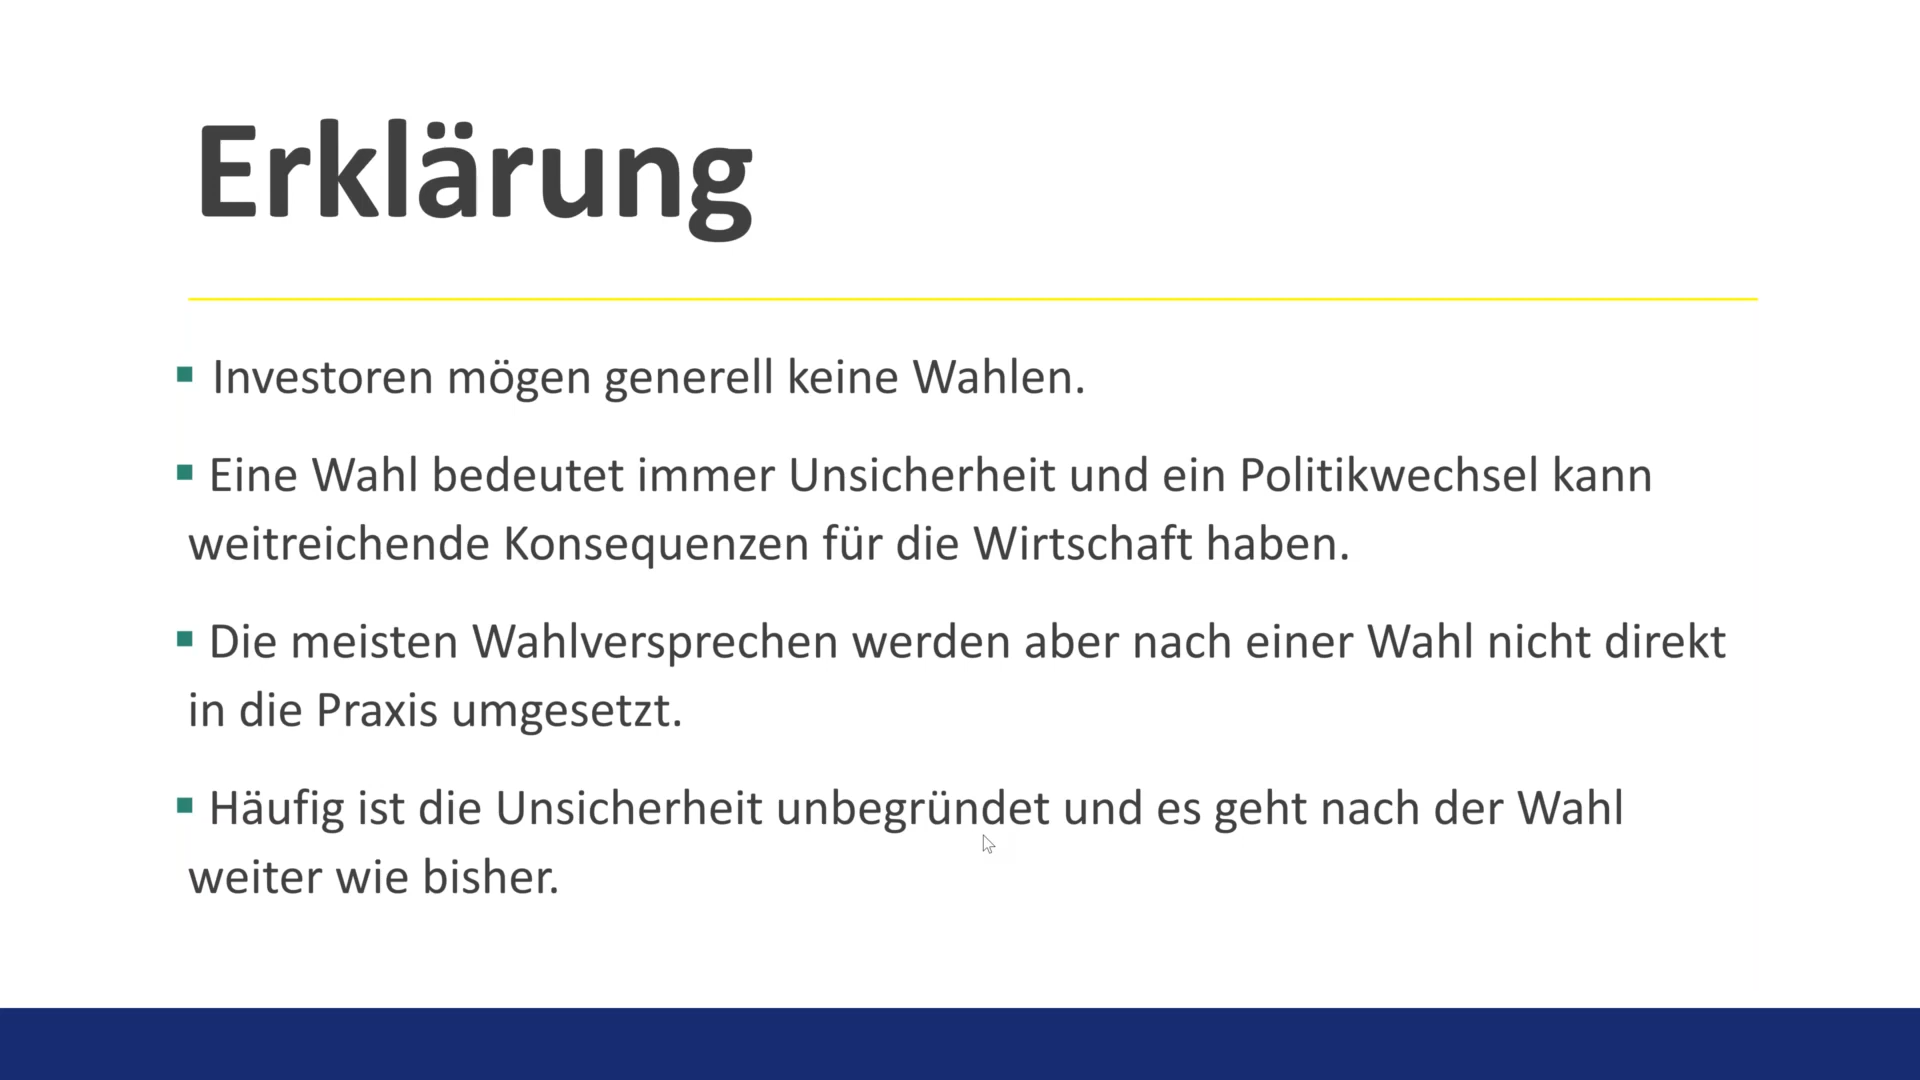 Erklärung
Investoren mögen generell keine Wahlen.
Eine Wahl bedeutet immer Unsicherheit und ein Politikwechsel kann
weitreichende Konsequenzen für die Wirtschaft haben.
Die meisten Wahlversprechen werden aber nach einer Wahl nicht direkt
in die Praxis umgesetzt.
Häufig ist die Unsicherheit unbegründet und es geht nach der Wahl
weiter wie bisher.